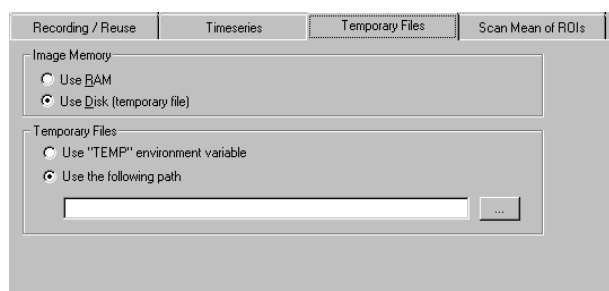 Recording / Reuse Timeseries Temporary Files Scan Mean of ROIs
Image Memory
Use RAM
Use Disk (temporary file)
Temporary Files
Use "TEMP" environment variable
Use the following path
...